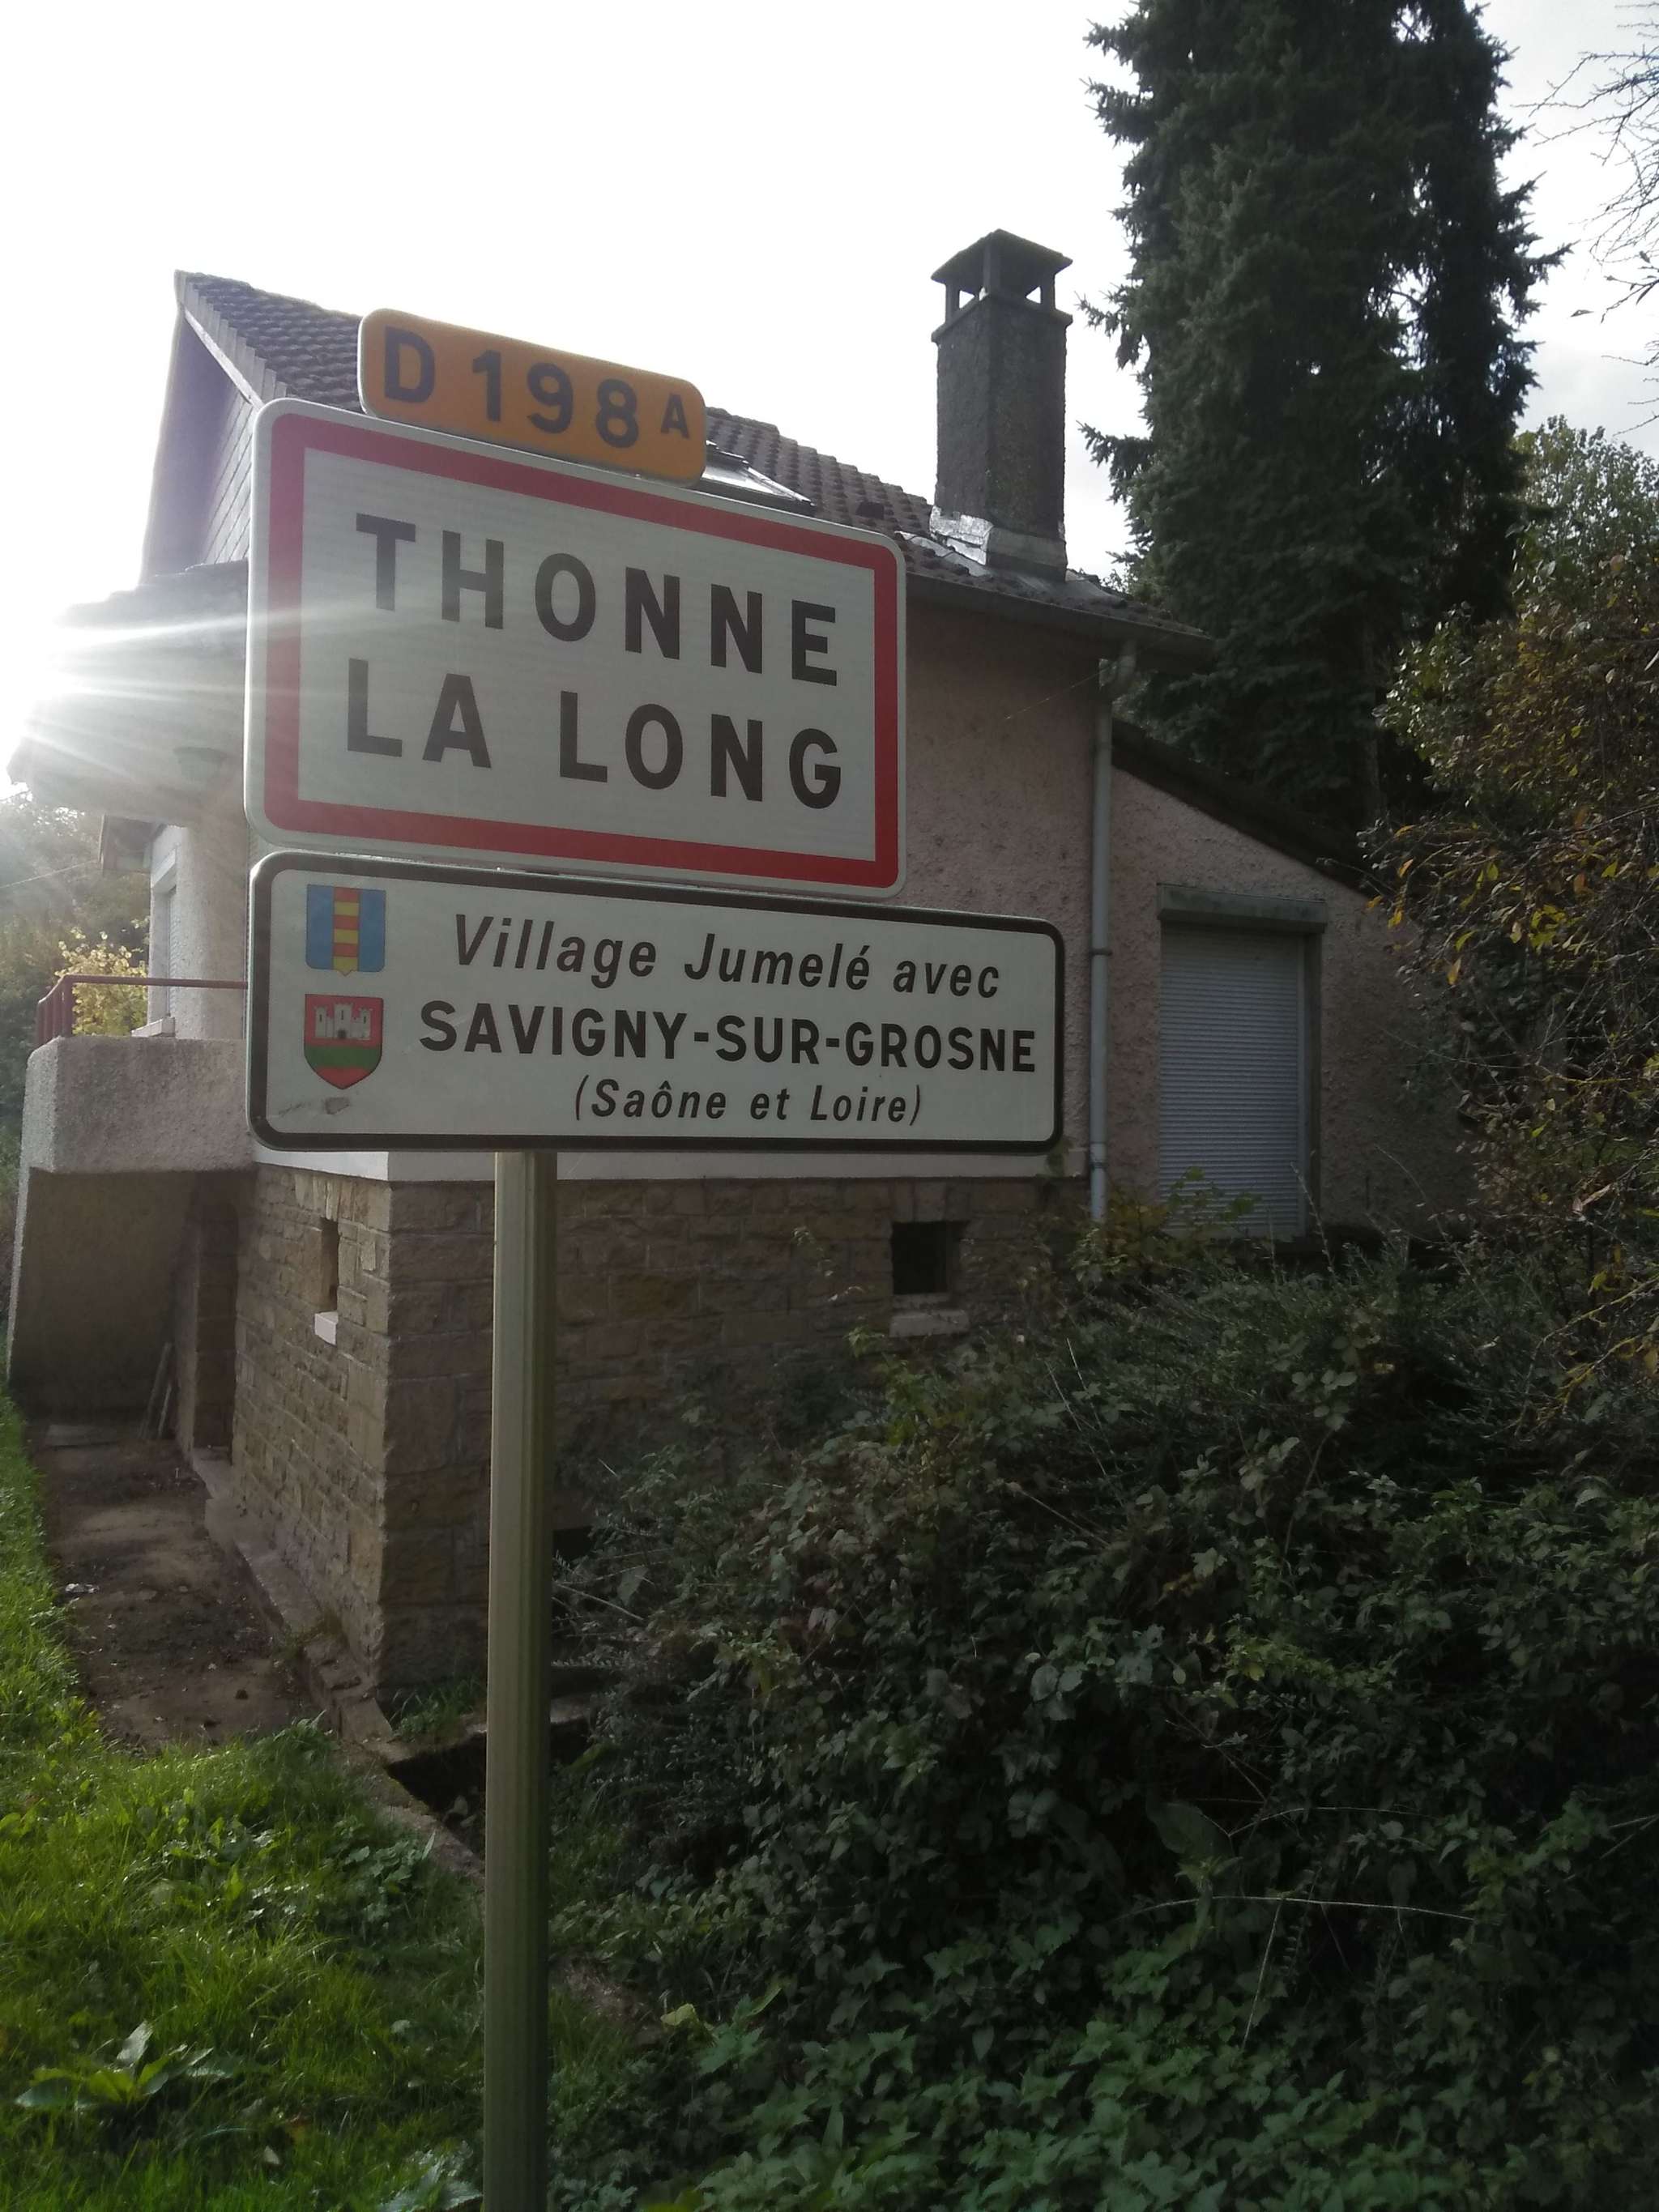 D 198 A
THONNE
LA LONG
Village Jumelé avec
SAVIGNY-SUR-GROSNE
(Saône et Loire)